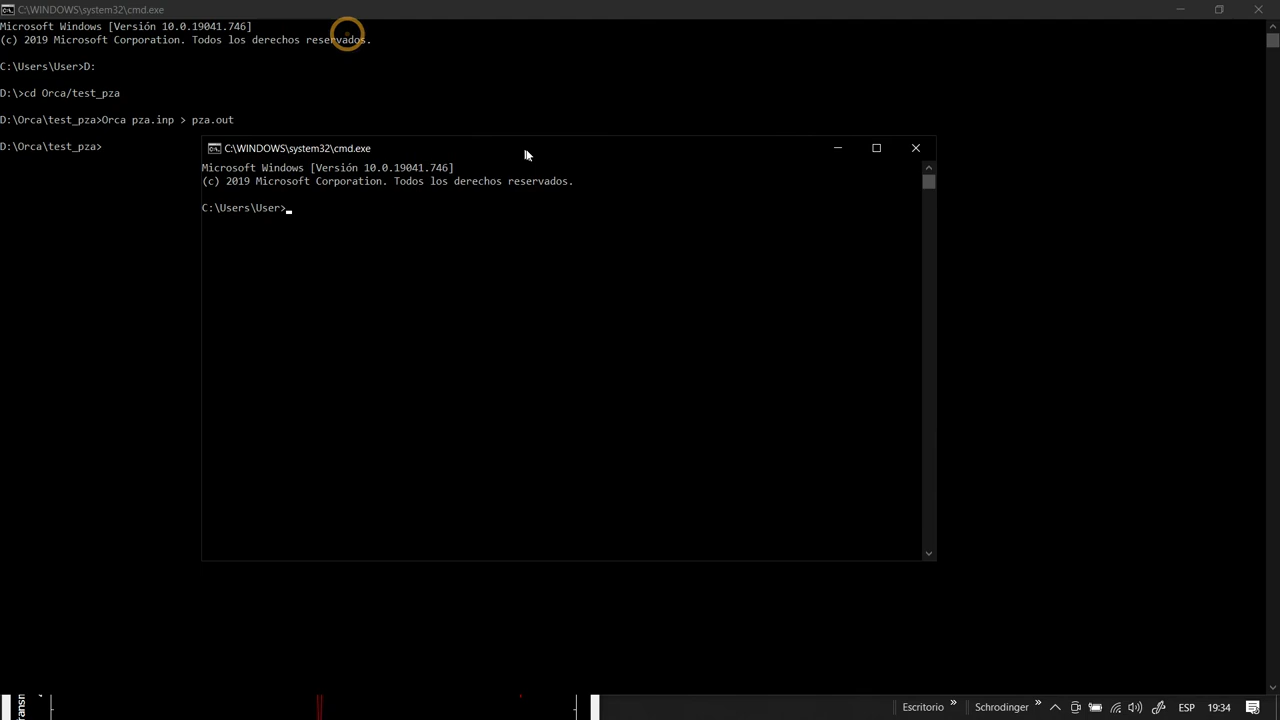 C:\WINDOWS\system32\cmd.exe
Microsoft Windows [Versión 10.0.19041.746]
(c) 2019 Microsoft Corporation. Todos los derechos reservados.
C:\Users\User>D:
D:\>cd Orca/test_pza
D:\Orca\test_pza>Orca pza.inp > pza.out
D:\Orca\test_pza>
C:\WINDOWS\system32\cmd.exe
Microsoft Windows [Versión 10.0.19041.746]
(c) 2019 Microsoft Corporation. Todos los derechos reservados.
C:\Users\User>
Escritorio
Schrodinger
ESP
19:34